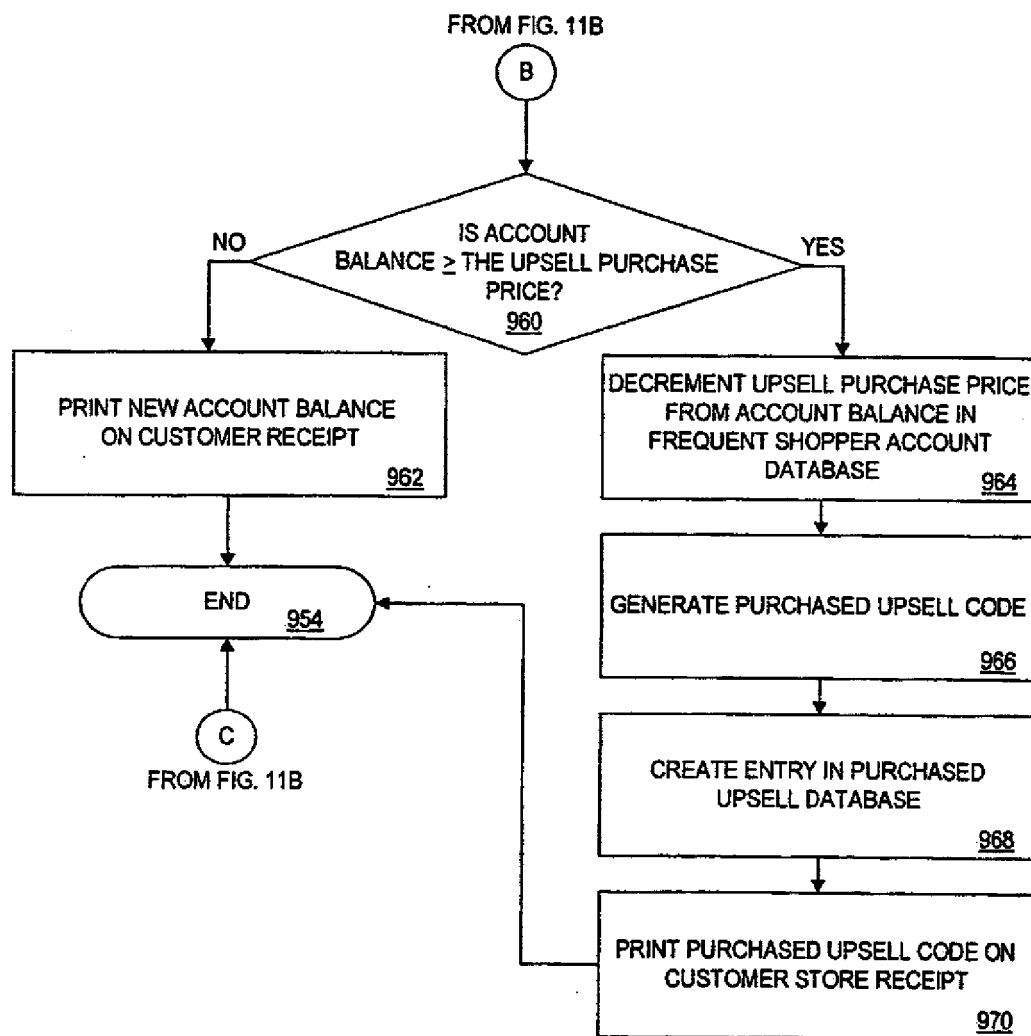 FROM FIG. 11B
B
IS ACCOUNT
BALANCE ≥ THE UPSELL PURCHASE
PRICE?
960
NO
YES
PRINT NEW ACCOUNT BALANCE
ON CUSTOMER RECEIPT
962
DECREMENT UPSELL PURCHASE PRICE
FROM ACCOUNT BALANCE IN
FREQUENT SHOPPER ACCOUNT
DATABASE
964
END
954
GENERATE PURCHASED UPSELL CODE
966
C
FROM FIG. 11B
CREATE ENTRY IN PURCHASED
UPSELL DATABASE
968
PRINT PURCHASED UPSELL CODE ON
CUSTOMER STORE RECEIPT
970